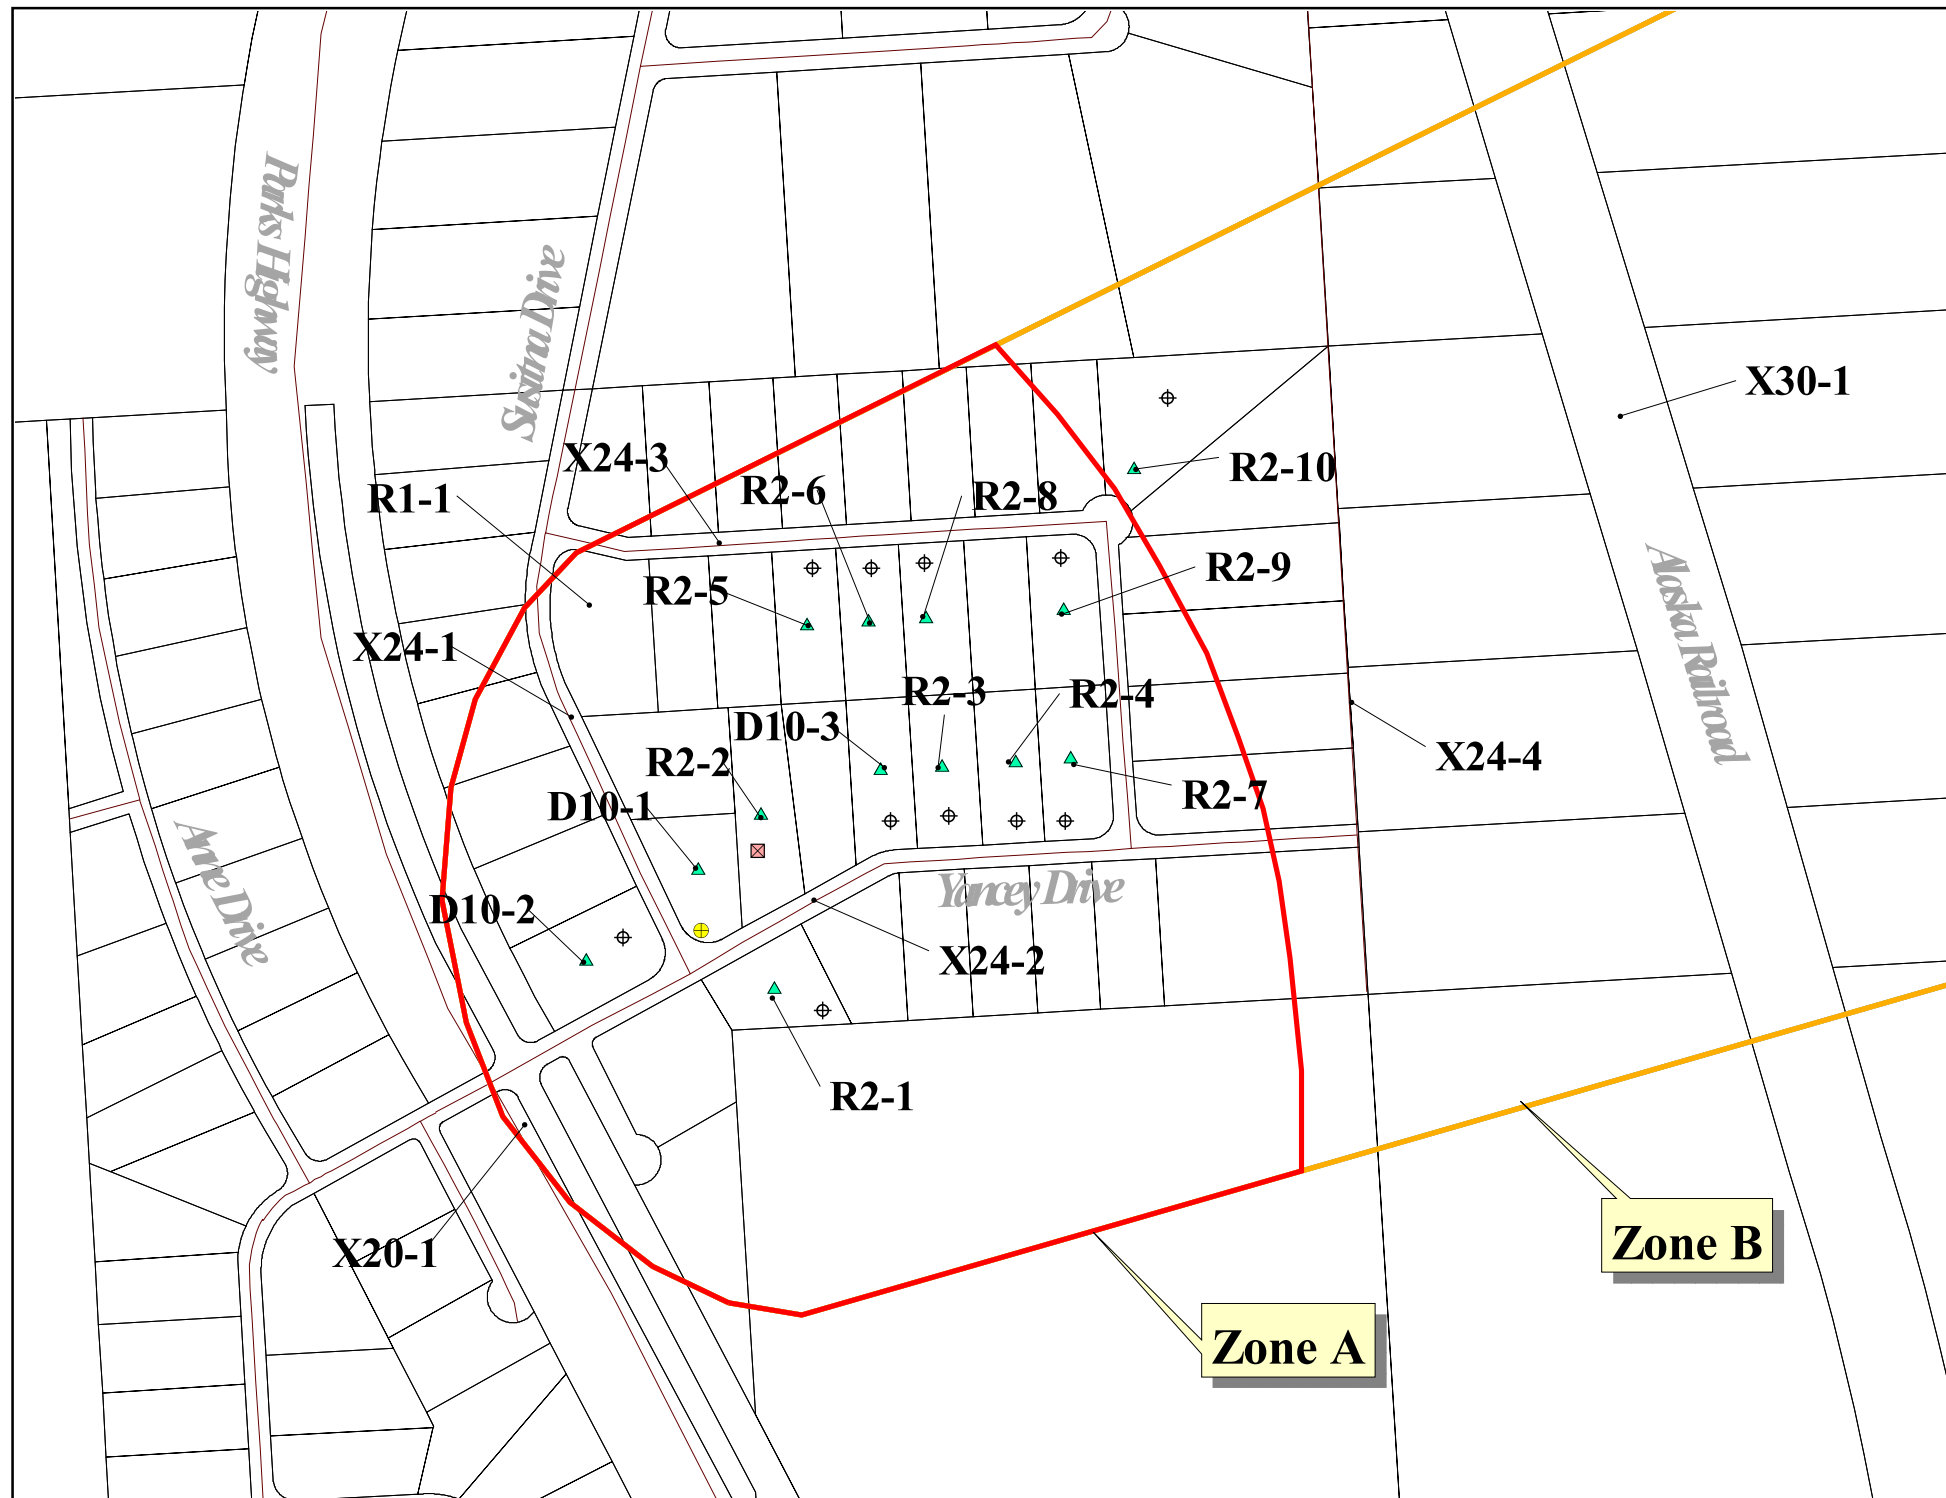 Parks Highway
Susitna Drive
X30-1
X24-3
R2-10
R1-1
R2-6
R2-8
R2-9
R2-5
X24-1
R2-3
R2-4
D10-3
R2-2
X24-4
R2-7
D10-1
Alaska Railroad
Anne Drive
Yancey Drive
D10-2
X24-2
R2-1
X20-1
Zone B
Zone A